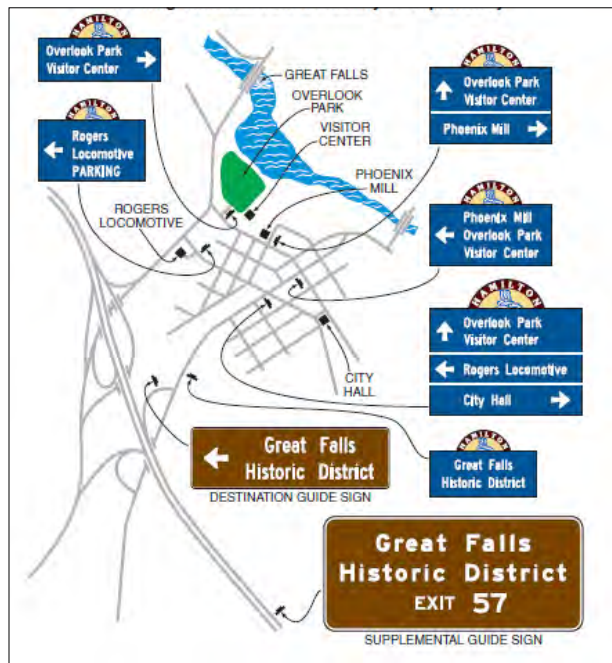 HAMILTON
Overlook Park
Visitor Center
HAMILTON
Rogers
Locomotive
PARKING
GREAT FALLS
OVERLOOK
PARK
VISITOR
CENTER
PHOENIX
MILL
ROGERS
LOCOMOTIVE
CITY
HALL
HAMILTON
Overlook Park
Visitor Center
Phoenix Mill
HAMILTON
Phoenix Mill
Overlook Park
Visitor Center
HAMILTON
Overlook Park
Visitor Center
Rogers Locomotive
City Hall
HAMILTON
Great Falls
Historic District
Great Falls
Historic District
DESTINATION GUIDE SIGN
Great Falls
Historic District
EXIT 57
SUPPLEMENTAL GUIDE SIGN